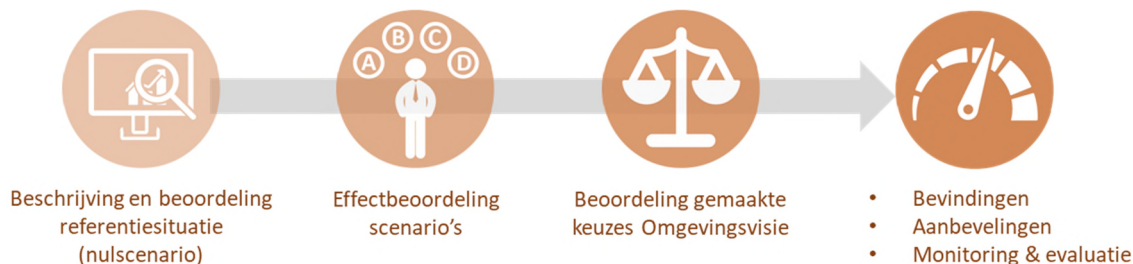 A
B
C
D
Beschrijving en beoordeling
referentiesituatie
(nulscenario)
Effectbeoordeling
scenario's
Beoordeling gemaakte
keuzes Omgevingsvisie
• Bevindingen
• Aanbevelingen
• Monitoring & evaluatie